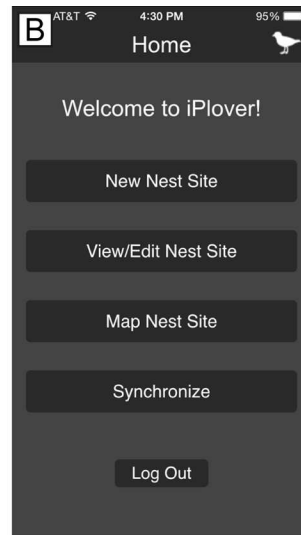 B
AT&T 4:30 PM 95%
Home
Welcome to iPlover!
New Nest Site
View/Edit Nest Site
Map Nest Site
Synchronize
Log Out